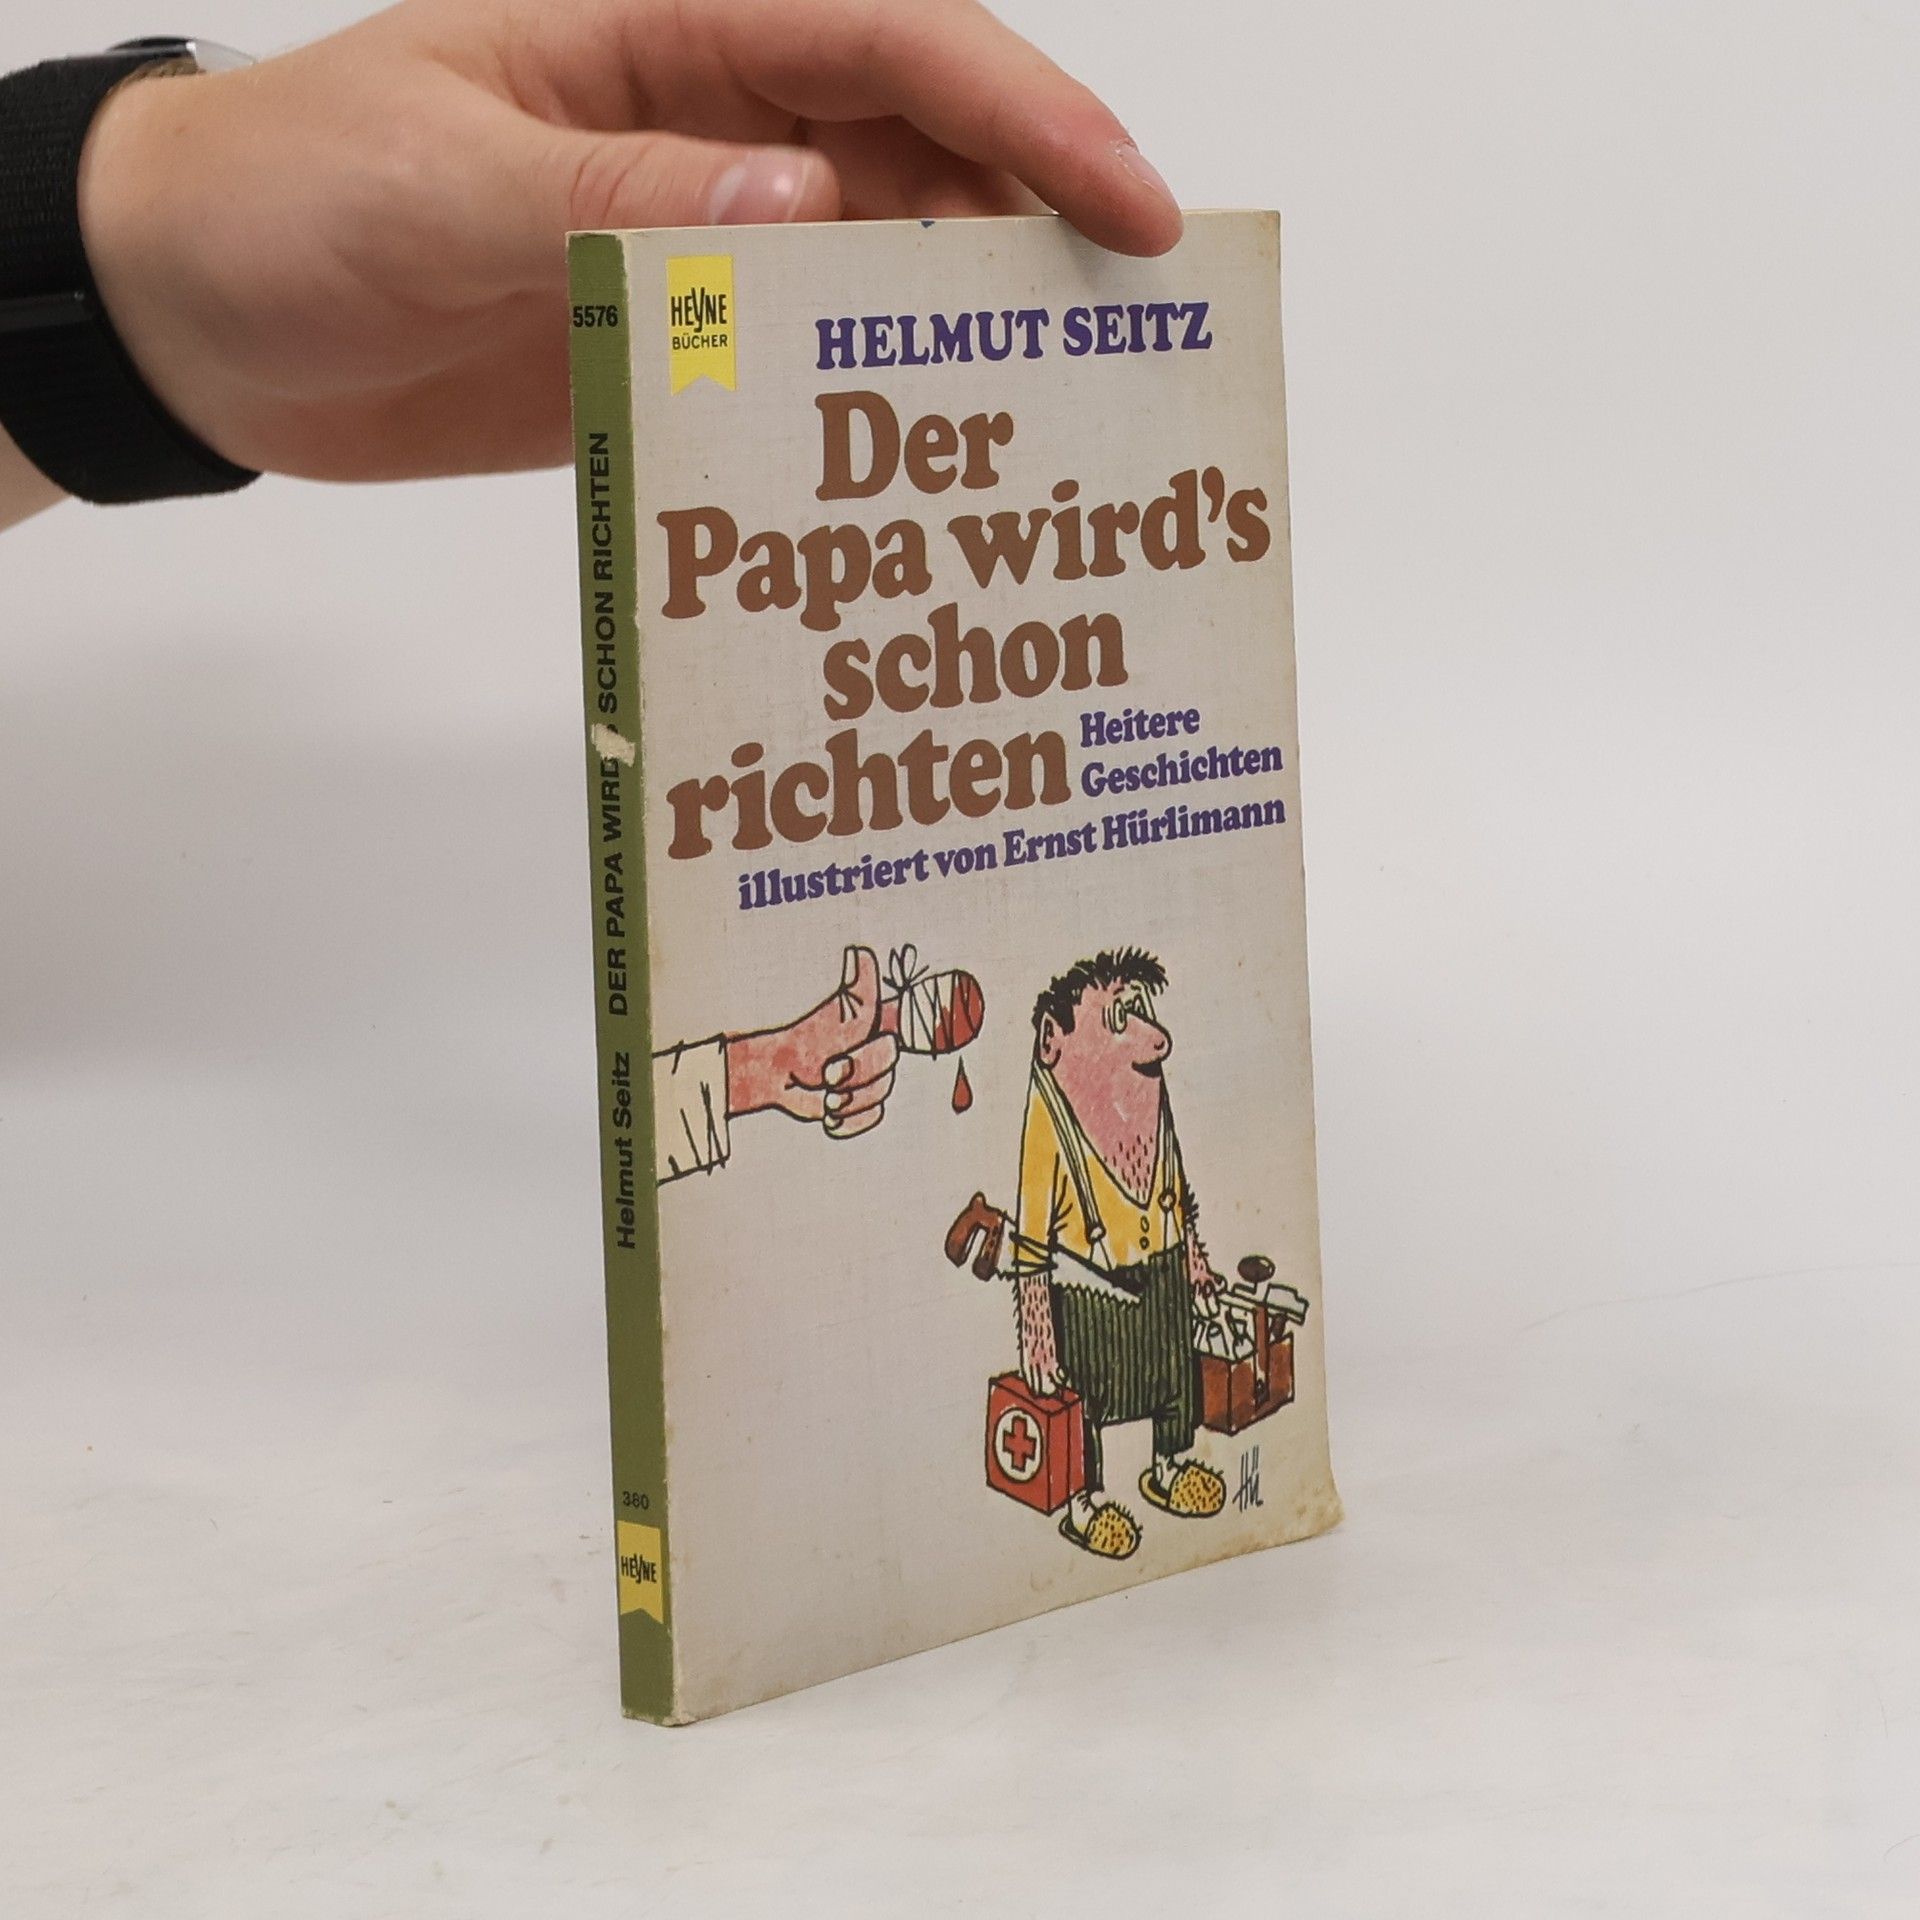 HEYNE
BÜCHER
HELMUT SEITZ
Der
Papa wird's
schon
richten
Heitere
Geschichten
illustriert von Ernst Hürlimann
Hü
5576
Helmut Seitz DER PAPA WIRD'S SCHON RICHTEN
380
HEYNE